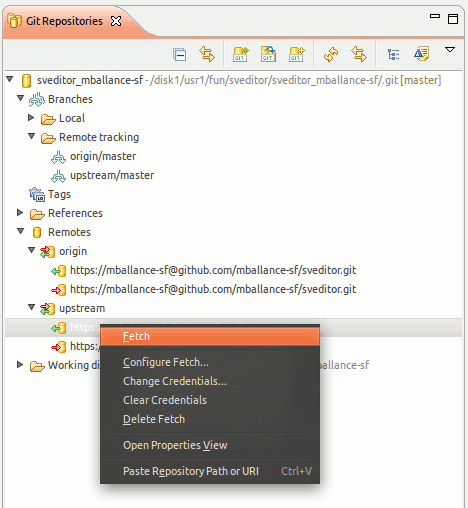 Git Repositories
sveditor_mballance-sf - /disk1/usr1/fun/sveditor/sveditor_mballance-sf/.git [master]
Branches
Local
Remote tracking
origin/master
upstream/master
Tags
References
Remotes
origin
https://mballance-sf@github.com/mballance-sf/sveditor.git
https://mballance-sf@github.com/mballance-sf/sveditor.git
upstream
https:
Fetch
https:/
Configure Fetch...
Working di
Change Credentials...
Clear Credentials
Delete Fetch
Open Properties View
Paste Repository Path or URI Ctrl+V